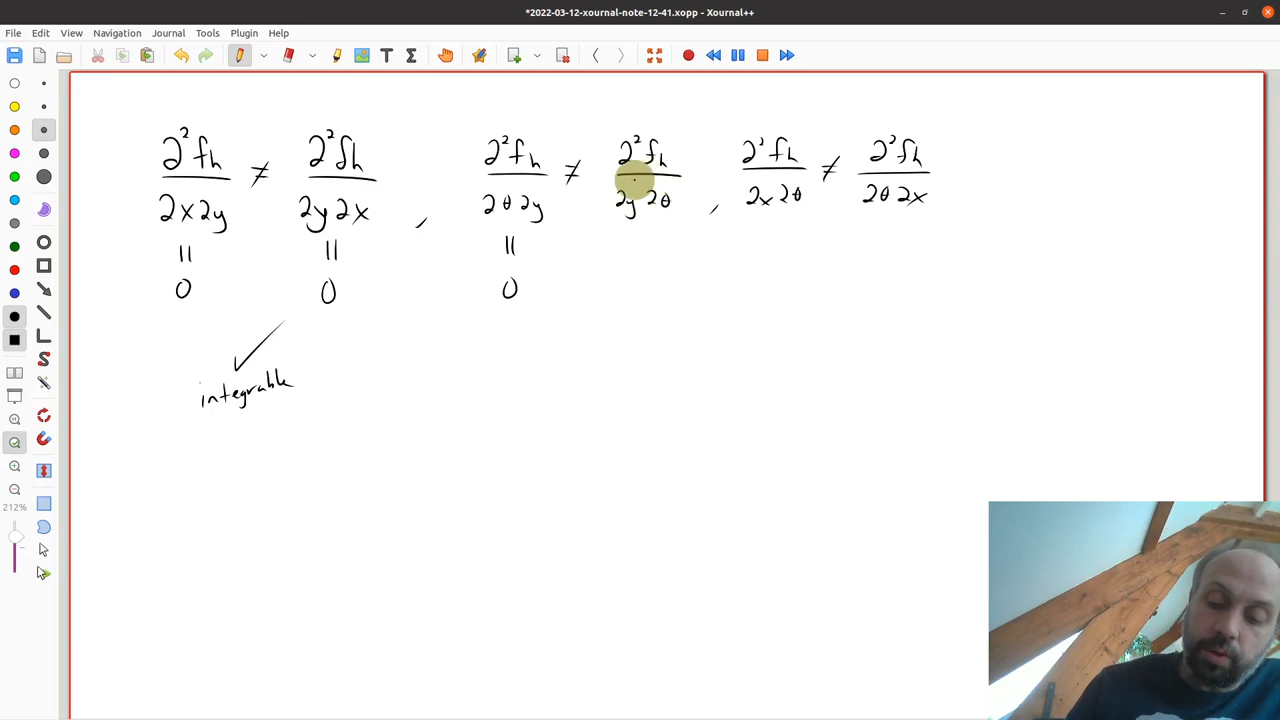 *2022-03-12-xournal-note-12-41.xopp - Xournal++
File Edit View Navigation Journal Tools Plugin Help
∂²fh/∂x∂y ≠ ∂²fh/∂y∂x , ∂²fh/∂θ∂y ≠ ∂²fh/∂y∂θ , ∂²fh/∂x∂θ ≠ ∂²fh/∂θ∂x
|| || ||
0 0 0
integrable
212%